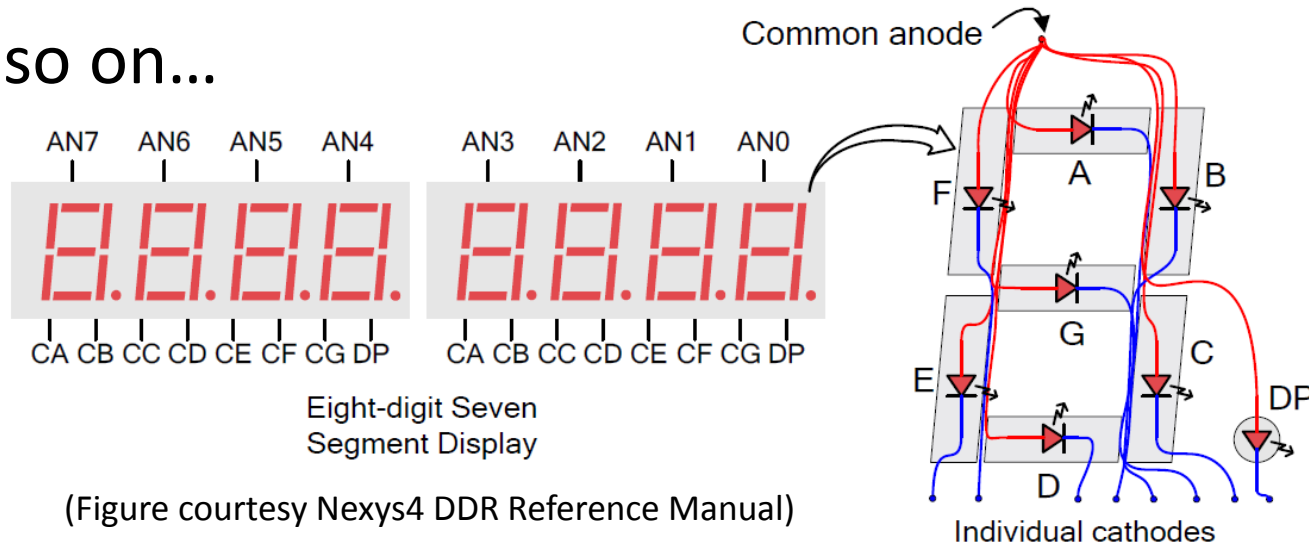 so on...
AN7 AN6 AN5 AN4 AN3 AN2 AN1 AN0
CA CB CC CD CE CF CG DP CA CB CC CD CE CF CG DP
Eight-digit Seven
Segment Display
(Figure courtesy Nexys4 DDR Reference Manual)
Common anode
A
F
B
G
E
C
DP
D
Individual cathodes